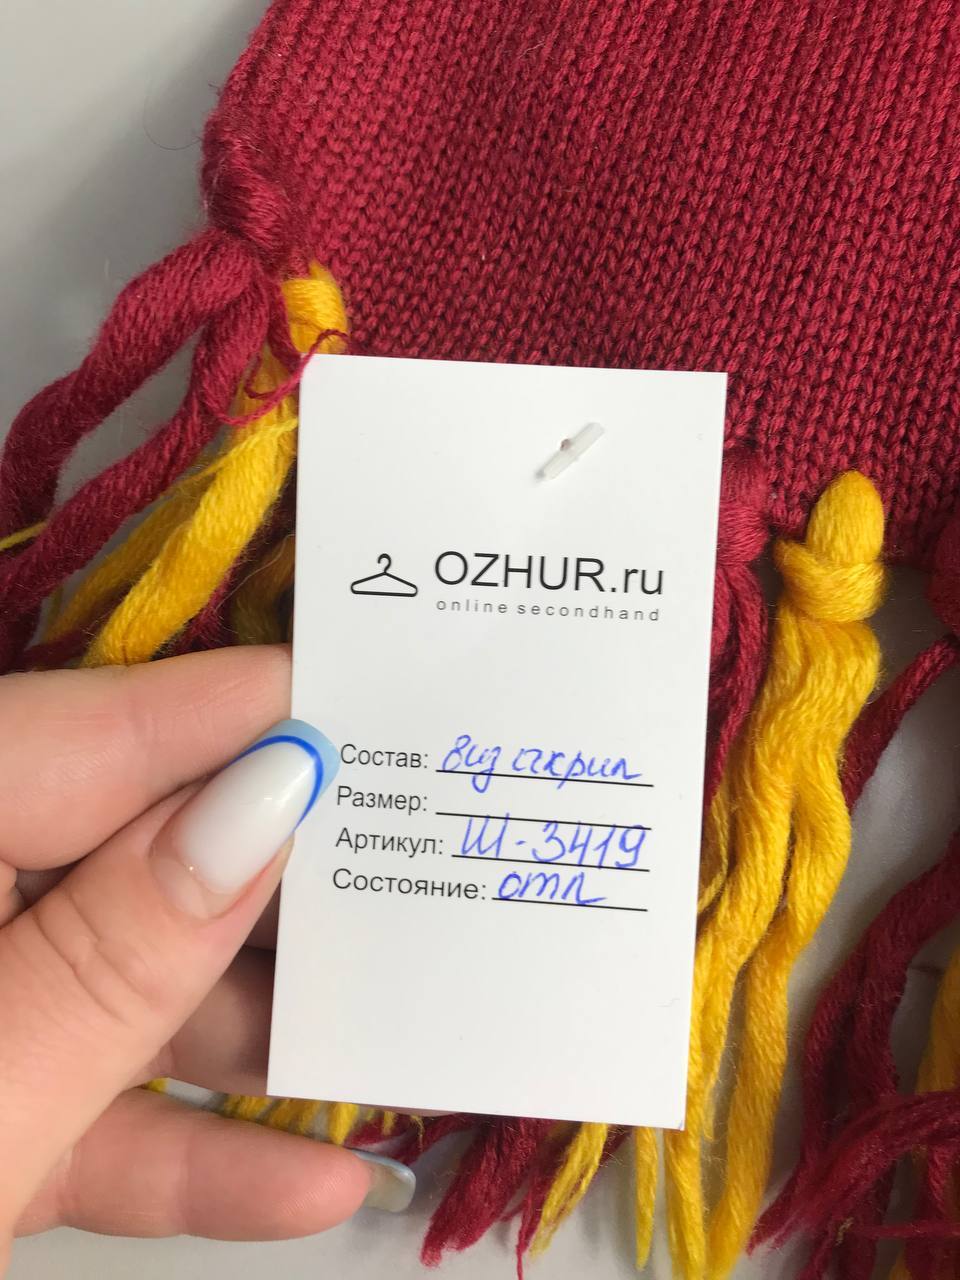 OZHUR.ru
online secondhand
Состав: виз акрил
Размер:
Артикул: Ш-3419
Состояние: отл